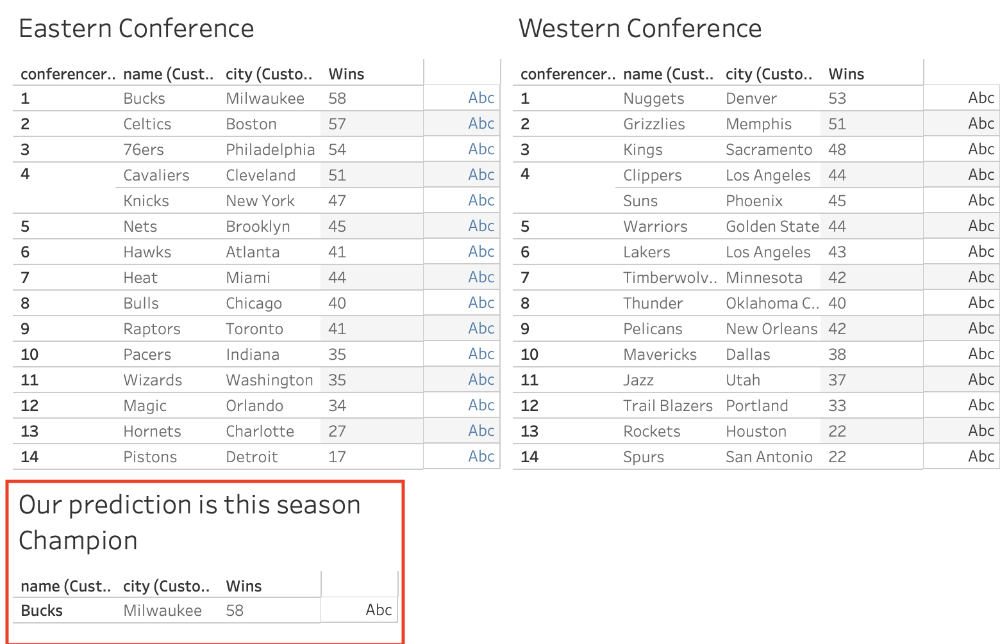 Eastern Conference
conferencer.. name (Cust.. city (Custo.. Wins
1 Bucks Milwaukee 58 Abc
2 Celtics Boston 57 Abc
3 76ers Philadelphia 54 Abc
4 Cavaliers Cleveland 51 Abc
Knicks New York 47 Abc
5 Nets Brooklyn 45 Abc
6 Hawks Atlanta 41 Abc
7 Heat Miami 44 Abc
8 Bulls Chicago 40 Abc
9 Raptors Toronto 41 Abc
10 Pacers Indiana 35 Abc
11 Wizards Washington 35 Abc
12 Magic Orlando 34 Abc
13 Hornets Charlotte 27 Abc
14 Pistons Detroit 17 Abc
Western Conference
conferencer.. name (Cust.. city (Custo.. Wins
1 Nuggets Denver 53 Abc
2 Grizzlies Memphis 51 Abc
3 Kings Sacramento 48 Abc
4 Clippers Los Angeles 44 Abc
Suns Phoenix 45 Abc
5 Warriors Golden State 44 Abc
6 Lakers Los Angeles 43 Abc
7 Timberwolv.. Minnesota 42 Abc
8 Thunder Oklahoma C.. 40 Abc
9 Pelicans New Orleans 42 Abc
10 Mavericks Dallas 38 Abc
11 Jazz Utah 37 Abc
12 Trail Blazers Portland 33 Abc
13 Rockets Houston 22 Abc
14 Spurs San Antonio 22 Abc
Our prediction is this season
Champion
name (Cust.. city (Custo.. Wins
Bucks Milwaukee 58 Abc